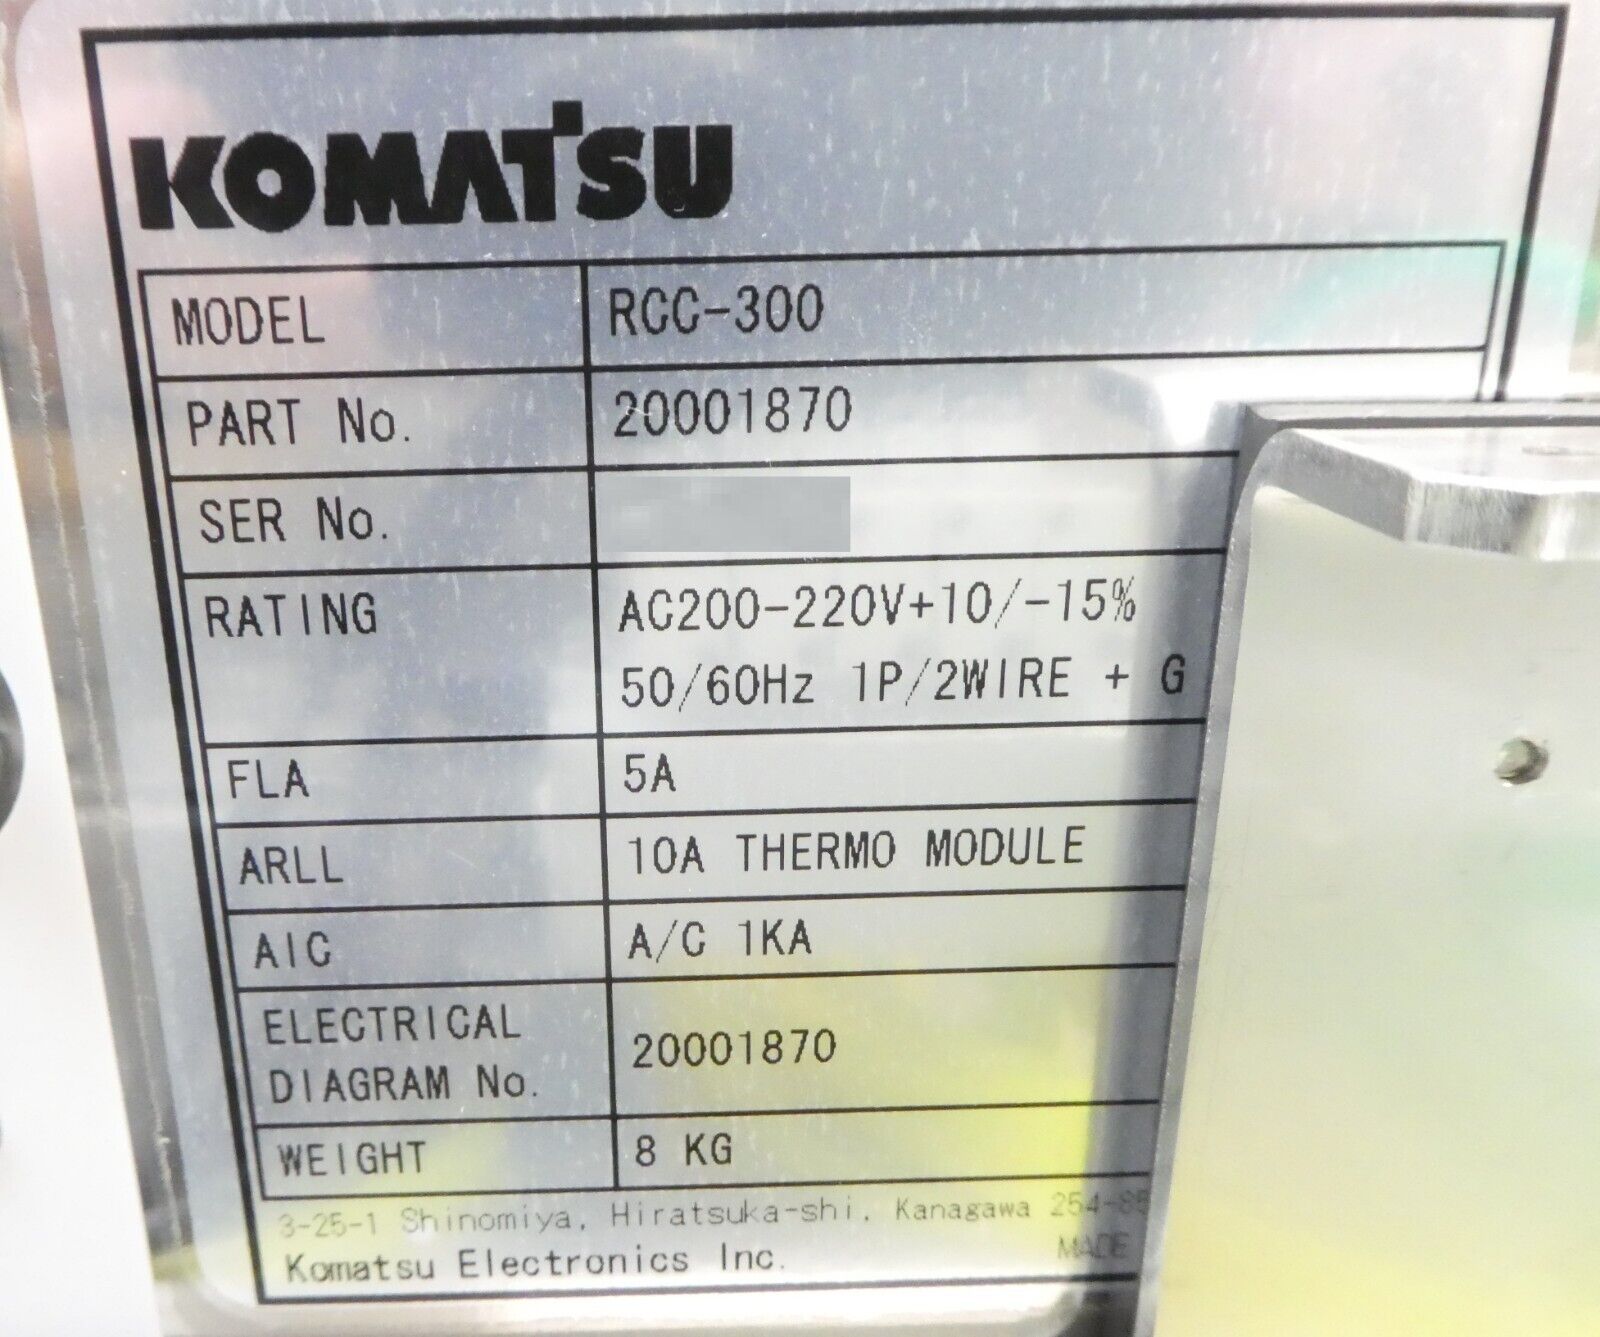 KOMATSU
MODEL RCC-300
PART No. 20001870
SER No.
RATING AC200-220V+10/-15%
50/60Hz 1P/2WIRE + G
FLA 5A
ARLL 10A THERMO MODULE
AIC A/C 1KA
ELECTRICAL
DIAGRAM No. 20001870
WEIGHT 8 KG
3-25-1 Shinomiya, Hiratsuka-shi, Kanagawa
Komatsu Electronics Inc. MADE